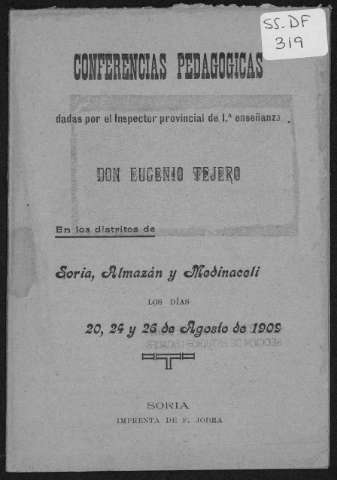 SS.DF
319
CONFERENCIAS PEDAGOGICAS
dadas por el Inspector provincial de 1.ª enseñanza
DON EUGENIO TEJERO
En los distritos de
Soria, Almazán y Medinaceli
LOS DÍAS
20, 24 y 26 de Agosto de 1909
SORIA
IMPRENTA DE F. JODRA